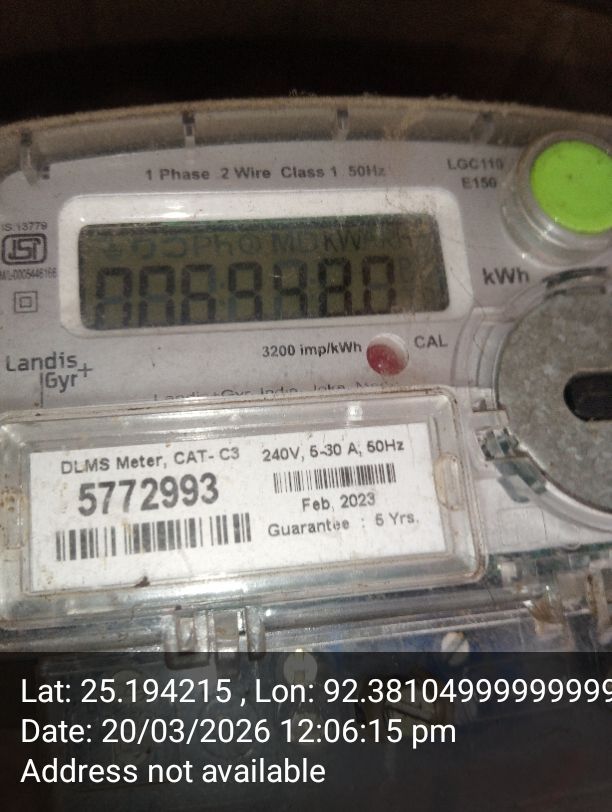 1 Phase 2 Wire Class 1 50Hz
LGC110
E150
IS:13779
kWh
3200 imp/kWh
CAL
Landis
Gyr+
DLMS Meter, CAT- C3
240V, 5-30 A, 50Hz
5772993
Feb, 2023
Guarantee : 5 Yrs.
Lat: 25.194215 , Lon: 92.3810499999999
Date: 20/03/2026 12:06:15 pm
Address not available